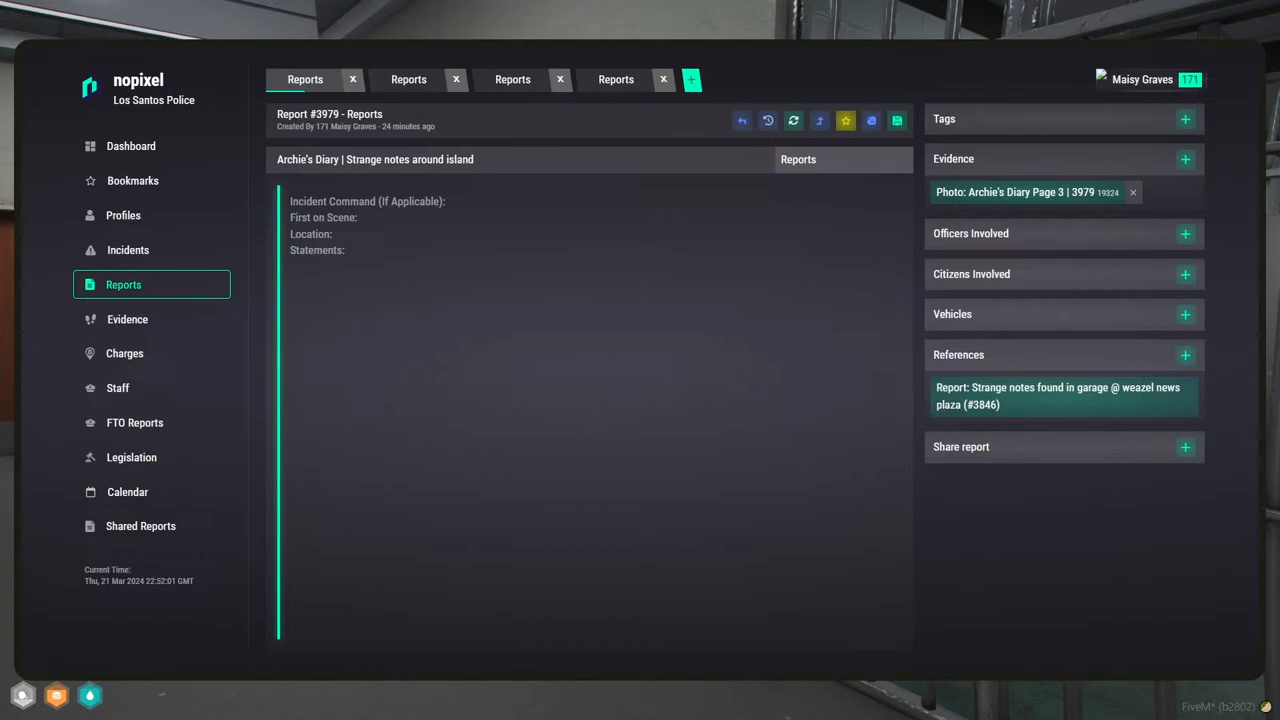 nopixel
Los Santos Police
Dashboard
Bookmarks
Profiles
Incidents
Reports
Evidence
Charges
Staff
FTO Reports
Legislation
Calendar
Shared Reports
Current Time:
Thu, 21 Mar 2024 22:52:01 GMT
Reports x Reports x Reports x Reports x +
Report #3979 - Reports
Created By 171 Maisy Graves · 24 minutes ago
Archie's Diary | Strange notes around island
Reports
Incident Command (If Applicable):
First on Scene:
Location:
Statements:
Maisy Graves 171
Tags +
Evidence +
Photo: Archie's Diary Page 3 | 3979 19324 ×
Officers Involved +
Citizens Involved +
Vehicles +
References +
Report: Strange notes found in garage @ weazel news
plaza (#3846)
Share report +
FiveM* (b2802)